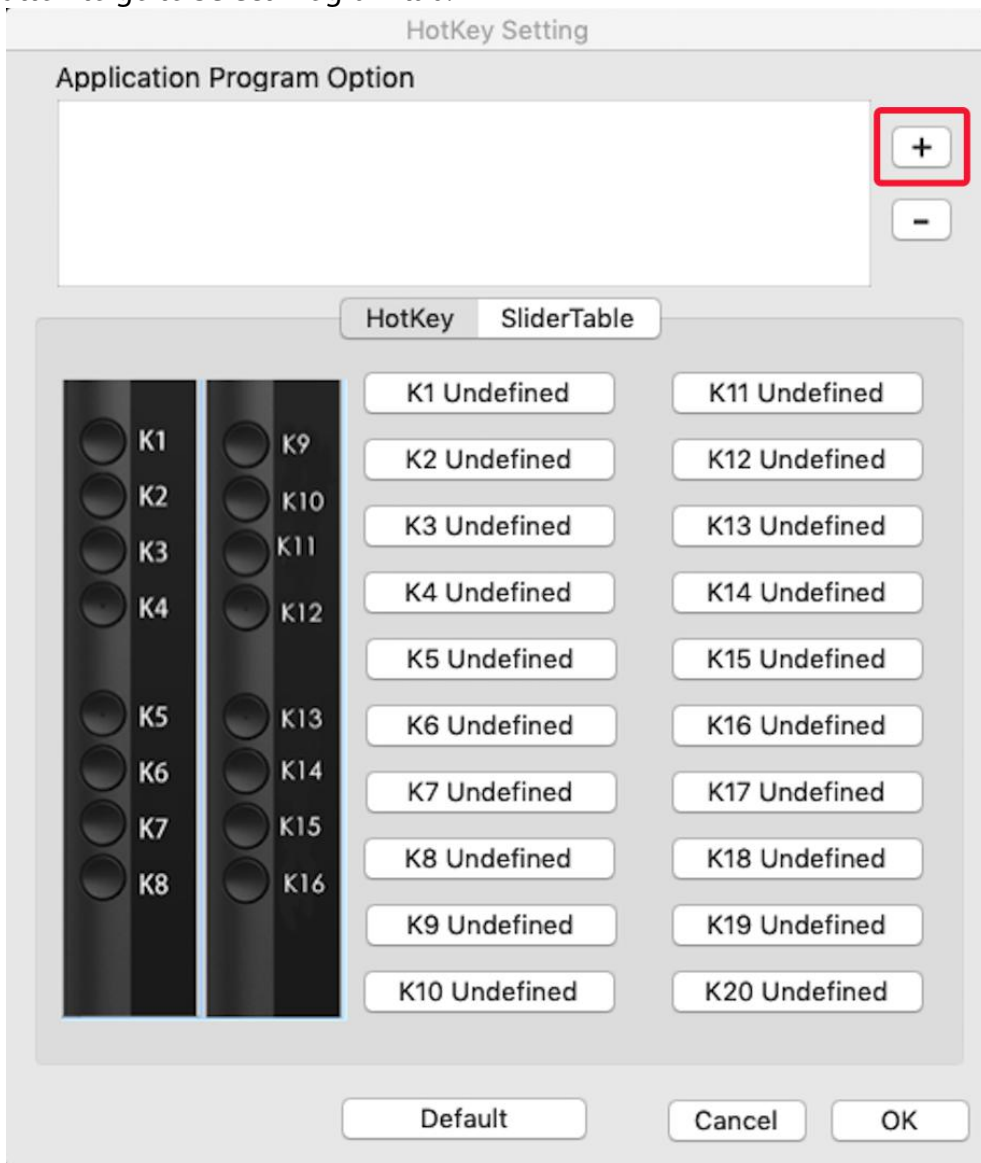 HotKey Setting
Application Program Option
+
-
HotKey SliderTable
K1 K9
K2 K10
K3 K11
K4 K12
K5 K13
K6 K14
K7 K15
K8 K16
K1 Undefined K11 Undefined
K2 Undefined K12 Undefined
K3 Undefined K13 Undefined
K4 Undefined K14 Undefined
K5 Undefined K15 Undefined
K6 Undefined K16 Undefined
K7 Undefined K17 Undefined
K8 Undefined K18 Undefined
K9 Undefined K19 Undefined
K10 Undefined K20 Undefined
Default Cancel OK